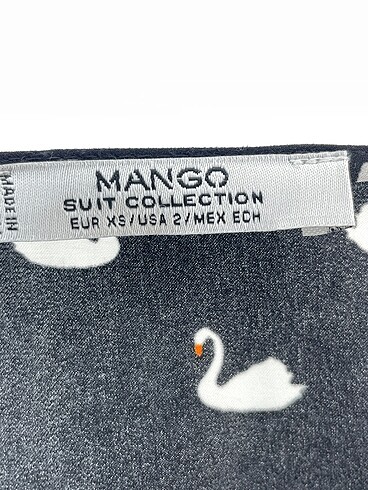 MANGO
SUIT COLLECTION
EUR XS/USA 2/MEX ECH
MADE IN